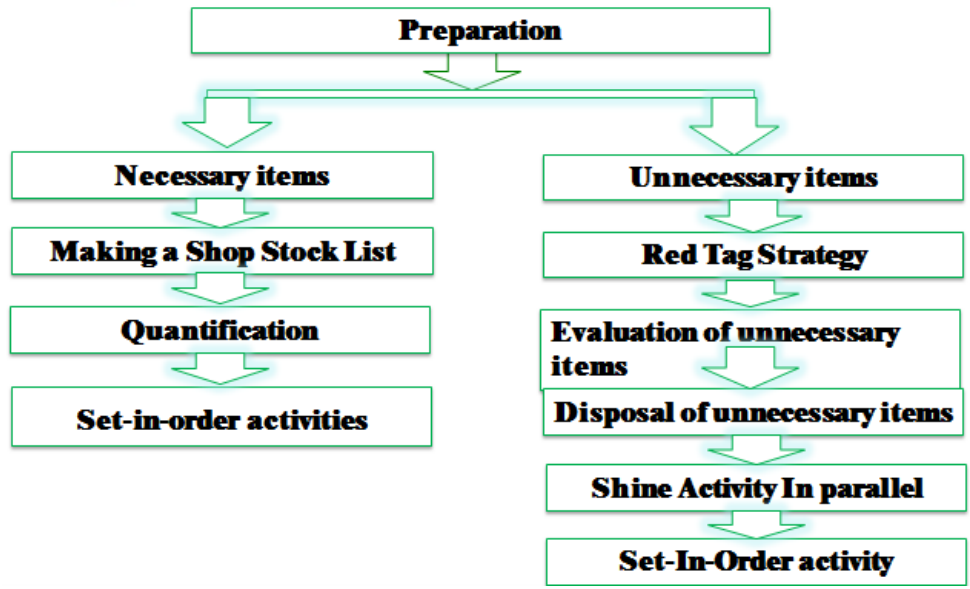 Preparation
Necessary items
Making a Shop Stock List
Quantification
Set-in-order activities
Unnecessary items
Red Tag Strategy
Evaluation of unnecessary
items
Disposal of unnecessary items
Shine Activity In parallel
Set-In-Order activity